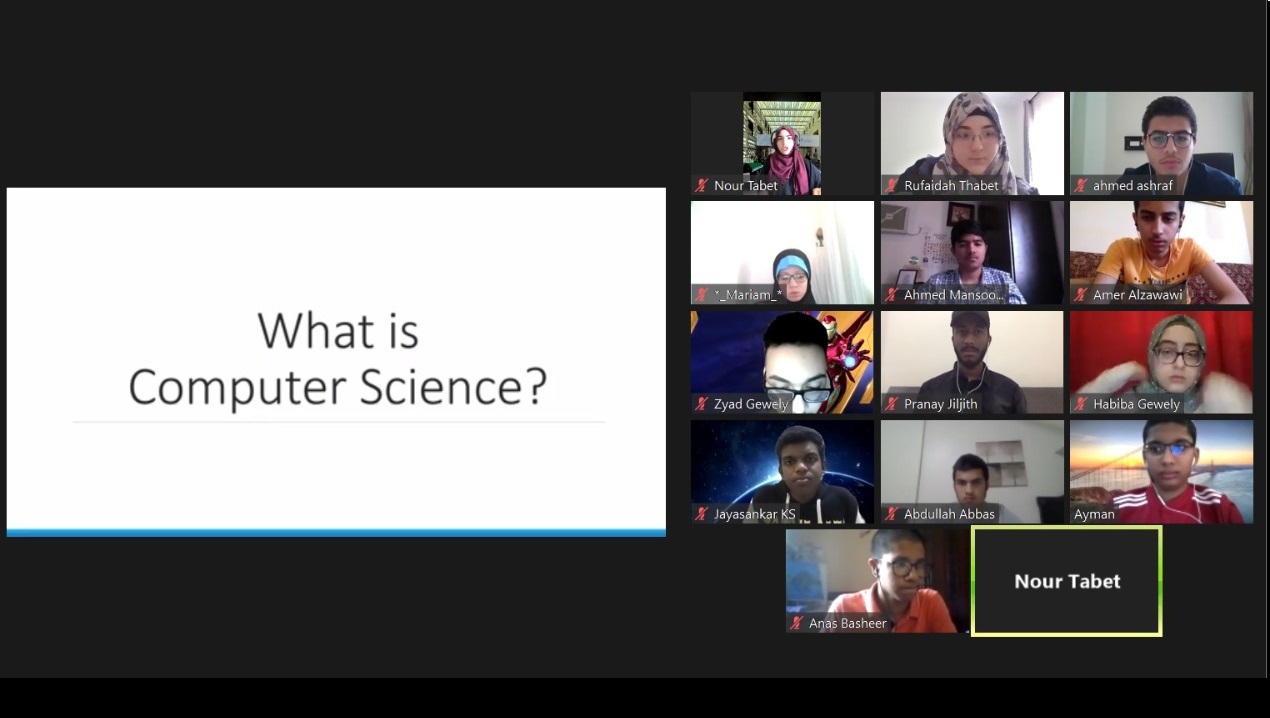 What is
Computer Science?
Nour Tabet
Rufaidah Thabet
ahmed ashraf
*_Mariam_*
Ahmed Mansoo...
Amer Alzawawi
Zyad Gewely
Pranay Jiljith
Habiba Gewely
Jayasankar KS
Abdullah Abbas
Ayman
Anas Basheer
Nour Tabet